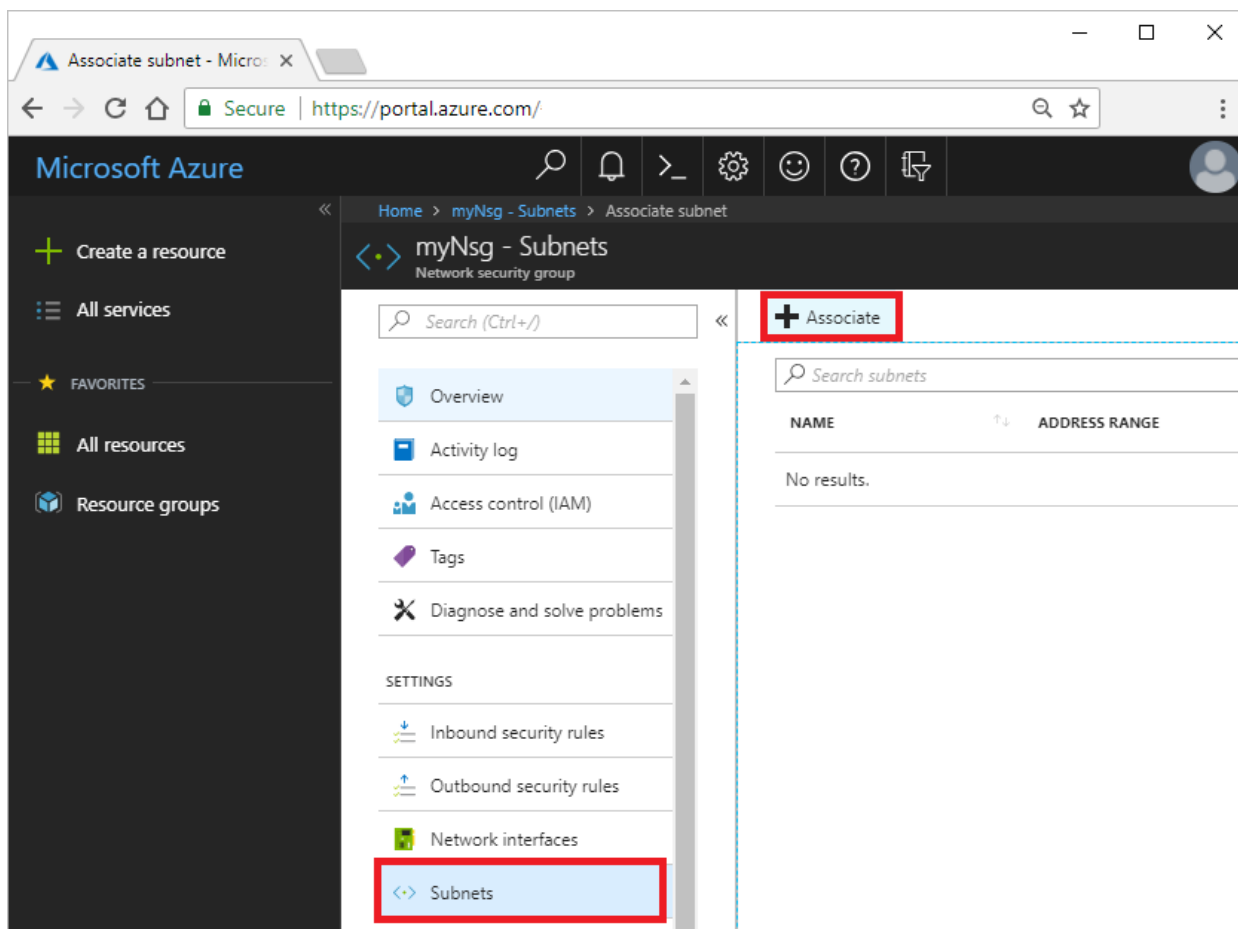 Associate subnet - Micros
Secure | https://portal.azure.com/
Microsoft Azure
Home > myNsg - Subnets > Associate subnet
myNsg - Subnets
Network security group
Create a resource
All services
FAVORITES
All resources
Resource groups
Search (Ctrl+/)
Overview
Activity log
Access control (IAM)
Tags
Diagnose and solve problems
SETTINGS
Inbound security rules
Outbound security rules
Network interfaces
Subnets
Associate
Search subnets
NAME ADDRESS RANGE
No results.